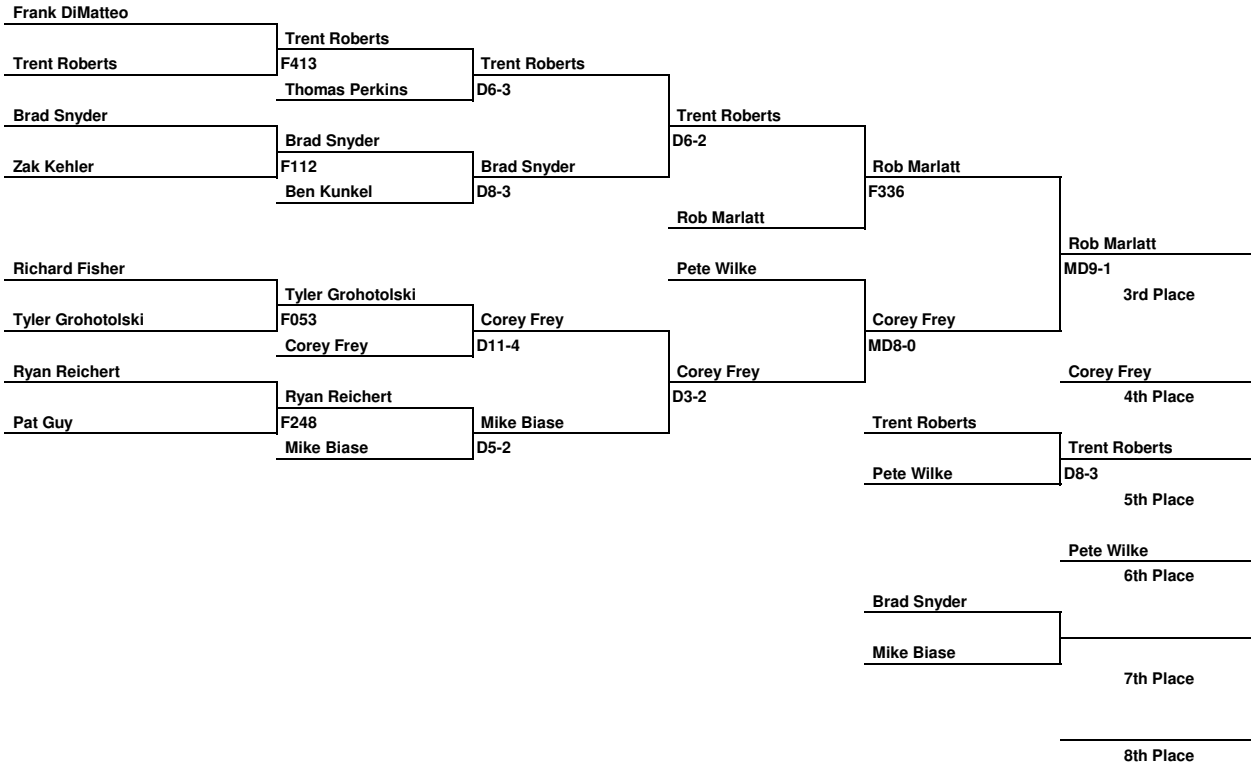 Frank DiMatteo
Trent Roberts
Trent Roberts
F413
Trent Roberts
Thomas Perkins
D6-3
Brad Snyder
Trent Roberts
Brad Snyder
D6-2
Zak Kehler
F112
Brad Snyder
Rob Marlatt
Ben Kunkel
D8-3
F336
Rob Marlatt
Rob Marlatt
Richard Fisher
Pete Wilke
MD9-1
Tyler Grohotolski
3rd Place
Tyler Grohotolski
F053
Corey Frey
Corey Frey
Corey Frey
D11-4
MD8-0
Ryan Reichert
Corey Frey
Corey Frey
Ryan Reichert
D3-2
4th Place
Pat Guy
F248
Mike Biase
Trent Roberts
Mike Biase
D5-2
Trent Roberts
Pete Wilke
D8-3
5th Place
Pete Wilke
6th Place
Brad Snyder
Mike Biase
7th Place
8th Place